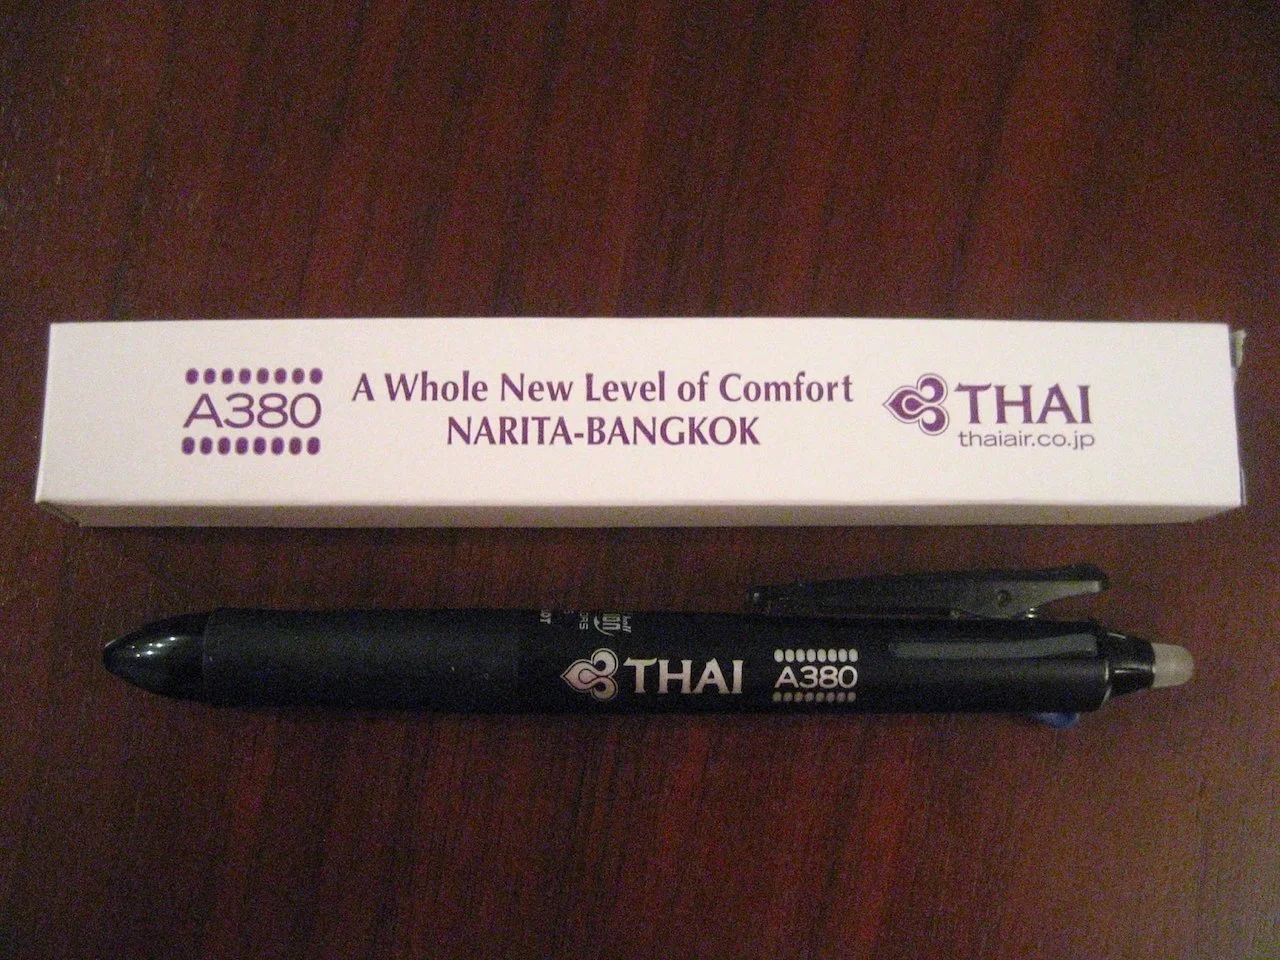 A380
A Whole New Level of Comfort
NARITA-BANGKOK
THAI
thaiair.co.jp
THAI
A380